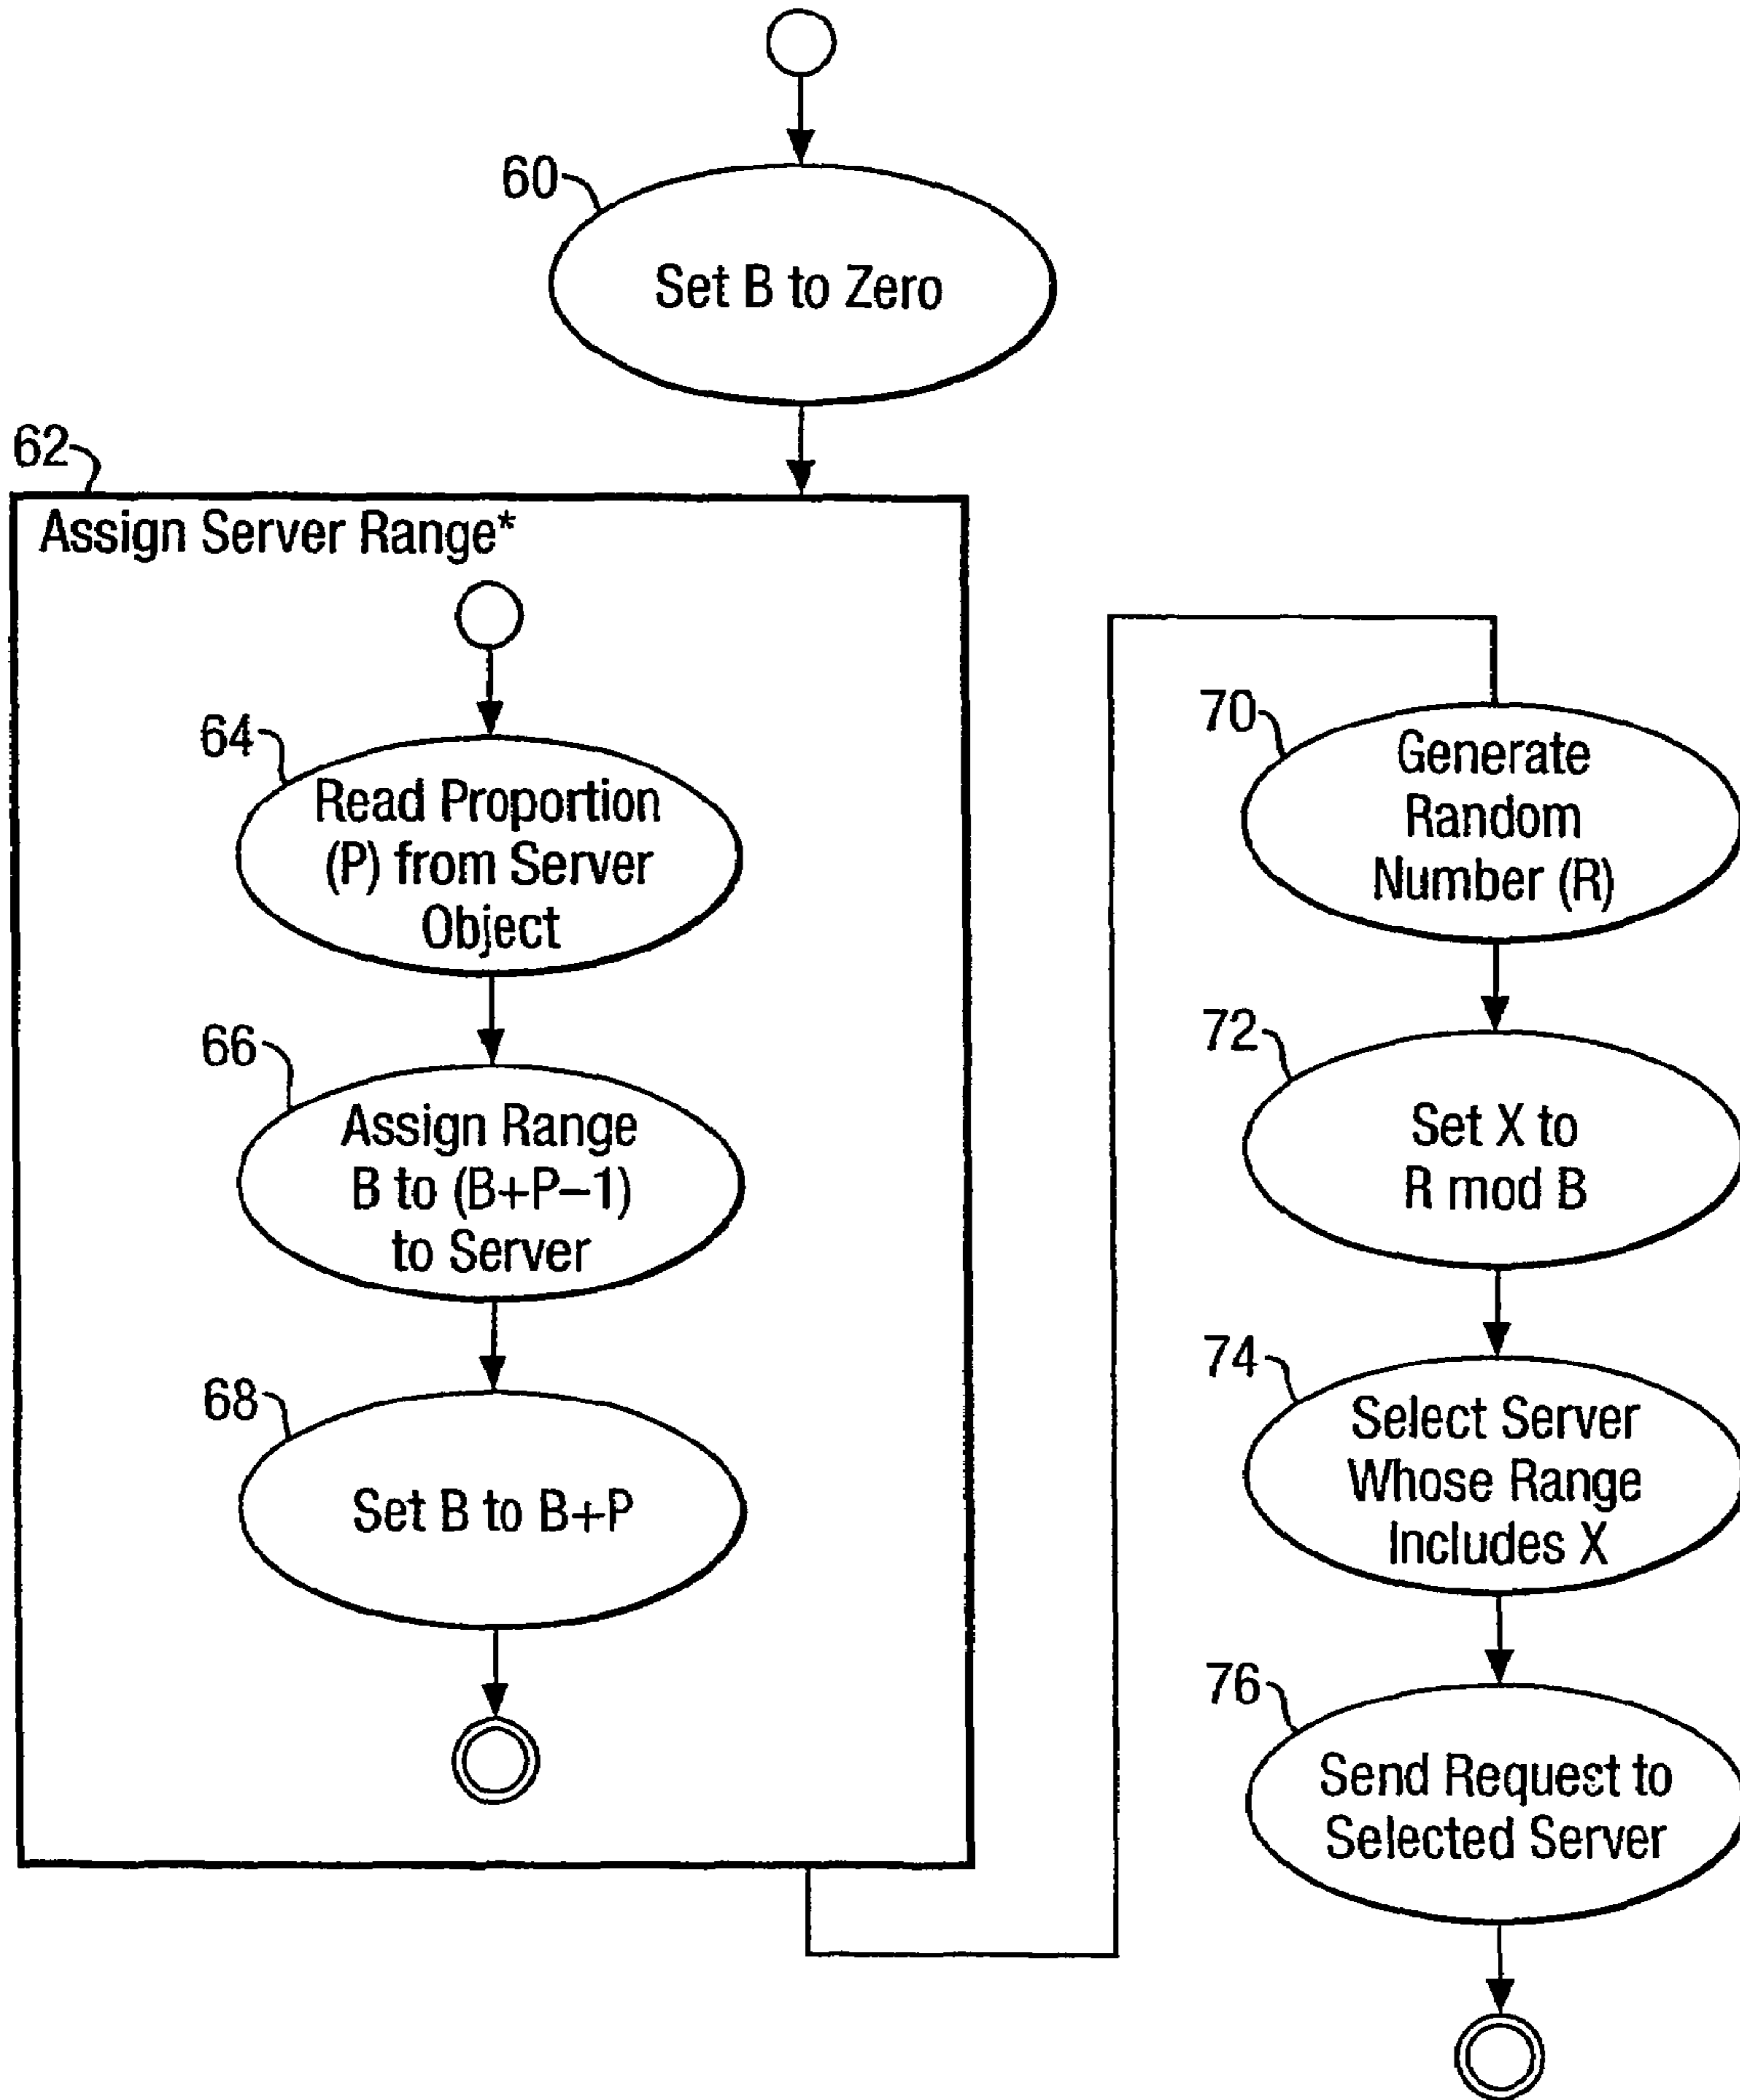 60
Set B to Zero
62
Assign Server Range*
64
Read Proportion
(P) from Server
Object
66
Assign Range
B to (B+P–1)
to Server
68
Set B to B+P
70
Generate
Random
Number (R)
72
Set X to
R mod B
74
Select Server
Whose Range
Includes X
76
Send Request to
Selected Server